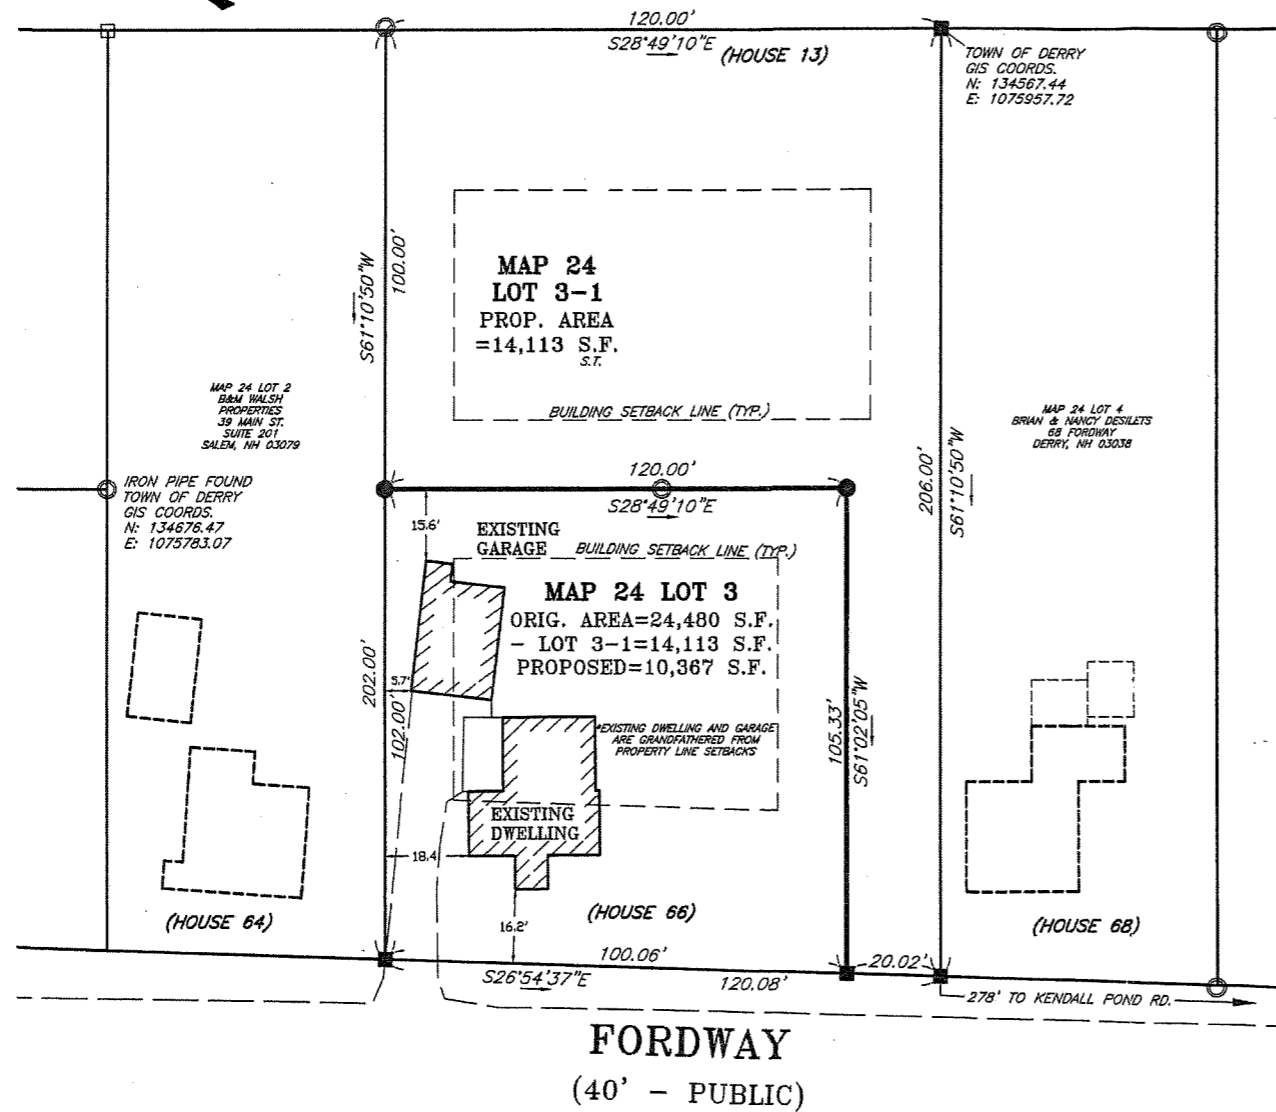 120.00'
S28°49'10"E
(HOUSE 13)
TOWN OF DERRY
GIS COORDS.
N: 134567.44
E: 1075957.72
S61°10'50"W
100.00'
MAP 24
LOT 3-1
PROP. AREA
=14,113 S.F.
S.T.
BUILDING SETBACK LINE (TYP.)
MAP 24 LOT 2
B&M WALSH
PROPERTIES
39 MAIN ST.
SUITE 201
SALEM, NH 03079
MAP 24 LOT 4
BRIAN & NANCY DESILETS
68 FORDWAY
DERRY, NH 03038
IRON PIPE FOUND
TOWN OF DERRY
GIS COORDS.
N: 134676.47
E: 1075783.07
120.00'
S28°49'10"E
206.00'
S61°10'50"W
15.6'
EXISTING
GARAGE
BUILDING SETBACK LINE (TYP.)
MAP 24 LOT 3
ORIG. AREA=24,480 S.F.
- LOT 3-1=14,113 S.F.
PROPOSED=10,367 S.F.
202.00'
102.00'
5.7'
*EXISTING DWELLING AND GARAGE
ARE GRANDFATHERED FROM
PROPERTY LINE SETBACKS
105.33'
S61°02'05"W
EXISTING
DWELLING
18.4
16.2'
(HOUSE 64)
(HOUSE 66)
(HOUSE 68)
100.06'
S26°54'37"E
120.08'
20.02'
278' TO KENDALL POND RD.
FORDWAY
(40' - PUBLIC)